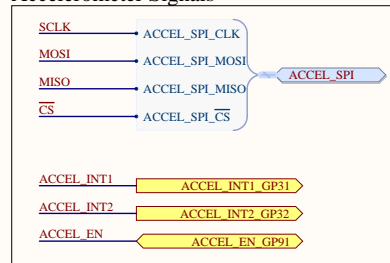 Accelerometer Signals
SCLK ACCEL_SPI_CLK
MOSI ACCEL_SPI_MOSI
ACCEL_SPI
MISO ACCEL_SPI_MISO
CS ACCEL_SPI_CS
ACCEL_INT1 ACCEL_INT1_GP31
ACCEL_INT2 ACCEL_INT2_GP32
ACCEL_EN ACCEL_EN_GP91